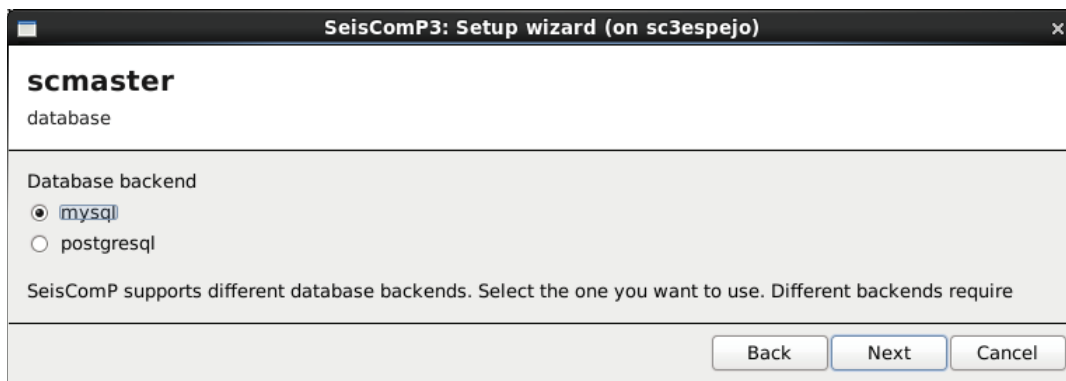 SeisComP3: Setup wizard (on sc3espejo)
scmaster
database
Database backend
mysql
postgresql
SeisComP supports different database backends. Select the one you want to use. Different backends require
Back Next Cancel